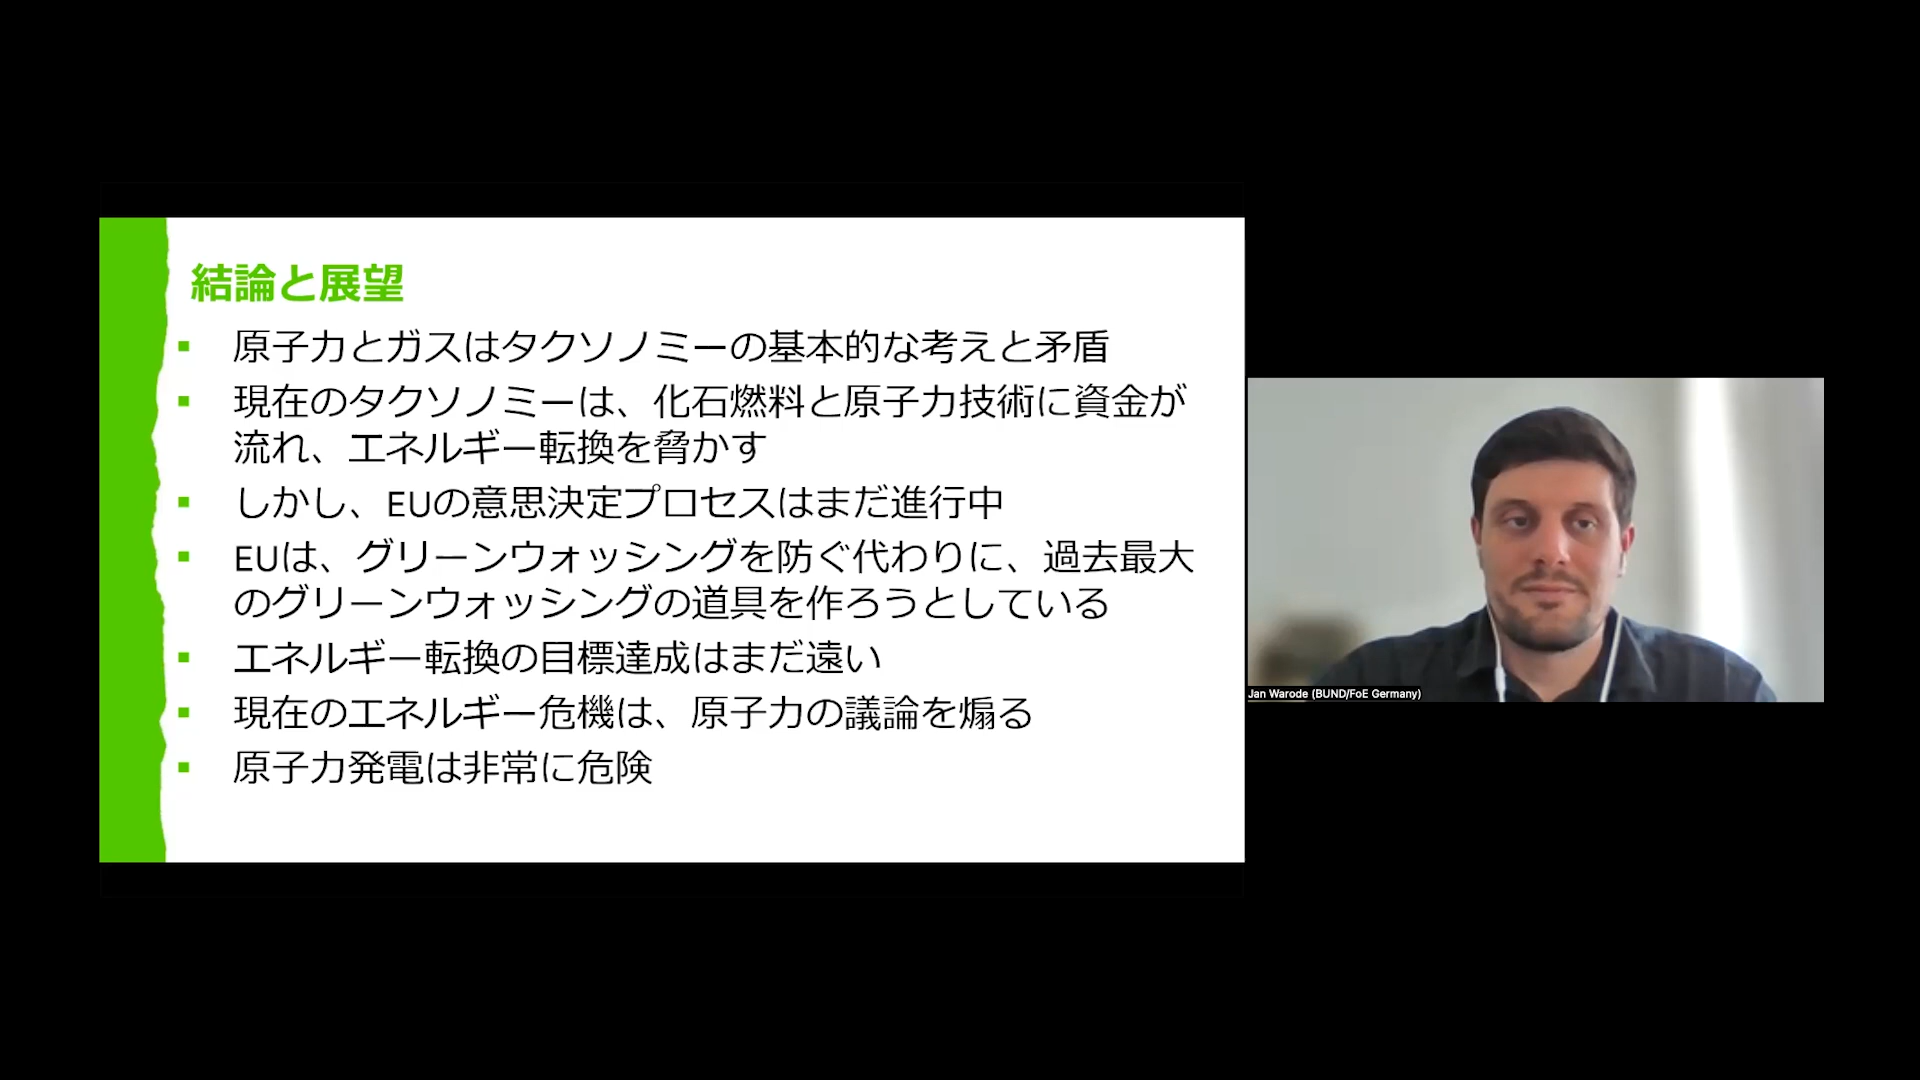 結論と展望
原子力とガスはタクソノミーの基本的な考えと矛盾
現在のタクソノミーは、化石燃料と原子力技術に資金が
流れ、エネルギー転換を脅かす
しかし、EUの意思決定プロセスはまだ進行中
EUは、グリーンウォッシングを防ぐ代わりに、過去最大
のグリーンウォッシングの道具を作ろうとしている
エネルギー転換の目標達成はまだ遠い
現在のエネルギー危機は、原子力の議論を煽る
原子力発電は非常に危険
Jan Warode (BUND/FoE Germany)